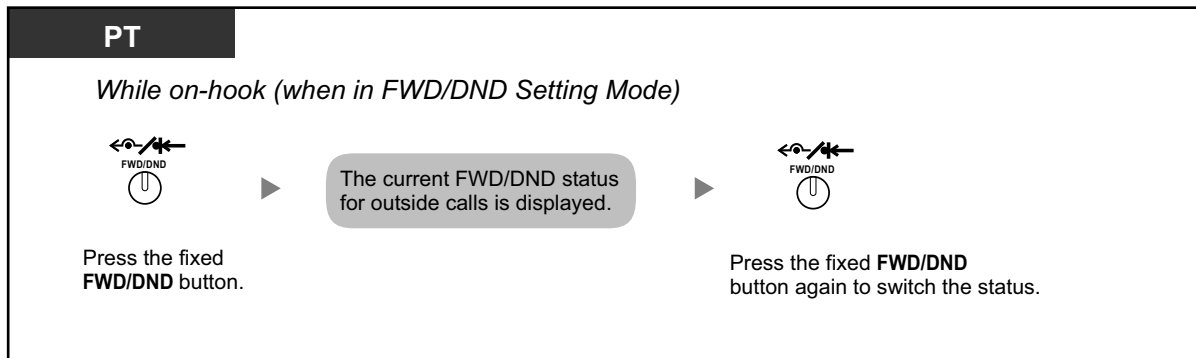 PT
While on-hook (when in FWD/DND Setting Mode)
FWD/DND
The current FWD/DND status
for outside calls is displayed.
FWD/DND
Press the fixed
FWD/DND button.
Press the fixed FWD/DND
button again to switch the status.